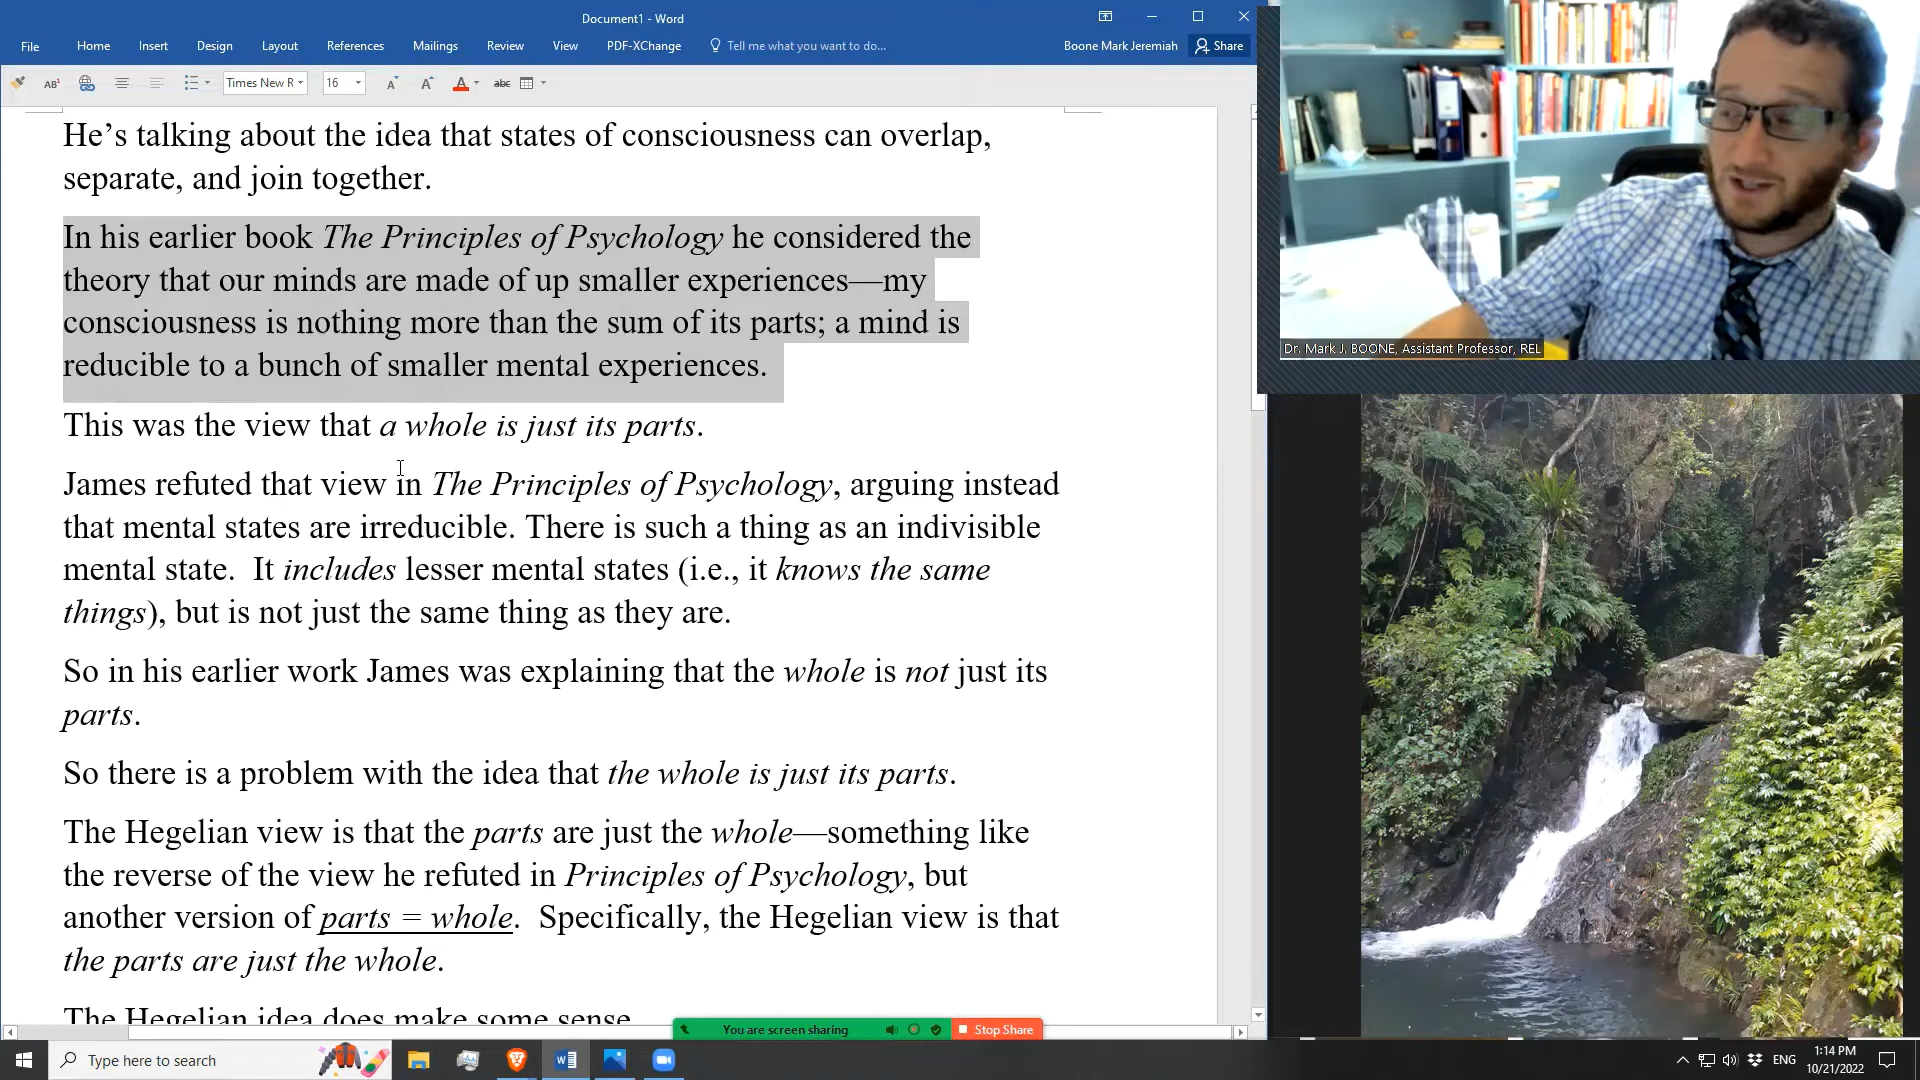 Document1 - Word
File Home Insert Design Layout References Mailings Review View PDF-XChange Tell me what you want to do... Boone Mark Jeremiah Share
AB¹ Times New R 16 A A A abc
He’s talking about the idea that states of consciousness can overlap,
separate, and join together.
In his earlier book The Principles of Psychology he considered the
theory that our minds are made of up smaller experiences—my
consciousness is nothing more than the sum of its parts; a mind is
reducible to a bunch of smaller mental experiences.
This was the view that a whole is just its parts.
James refuted that view in The Principles of Psychology, arguing instead
that mental states are irreducible. There is such a thing as an indivisible
mental state.  It includes lesser mental states (i.e., it knows the same
things), but is not just the same thing as they are.
So in his earlier work James was explaining that the whole is not just its
parts.
So there is a problem with the idea that the whole is just its parts.
The Hegelian view is that the parts are just the whole—something like
the reverse of the view he refuted in Principles of Psychology, but
another version of parts = whole.  Specifically, the Hegelian view is that
the parts are just the whole.
The Hegelian idea does make some sense
Dr. Mark J. BOONE, Assistant Professor, REL
You are screen sharing Stop Share
Type here to search
ENG
1:14 PM
10/21/2022